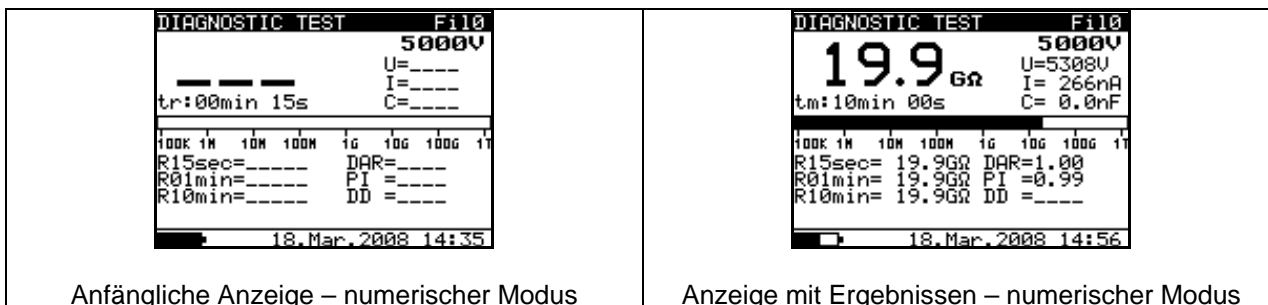 DIAGNOSTIC TEST Fil0
5000V
U=____
___
I=____
tr:00min 15s C=____
100K 1M 10M 100M 1G 10G 100G 1T
R15sec=_____ DAR=____
R01min=_____ PI =____
R10min=_____ DD =____
18.Mar.2008 14:35
Anfängliche Anzeige – numerischer Modus
DIAGNOSTIC TEST Fil0
5000V
19.9 GΩ
U=5308V
I= 266nA
tm:10min 00s C= 0.0nF
100K 1M 10M 100M 1G 10G 100G 1T
R15sec= 19.9GΩ DAR=1.00
R01min= 19.9GΩ PI =0.99
R10min= 19.9GΩ DD =____
18.Mar.2008 14:56
Anzeige mit Ergebnissen – numerischer Modus